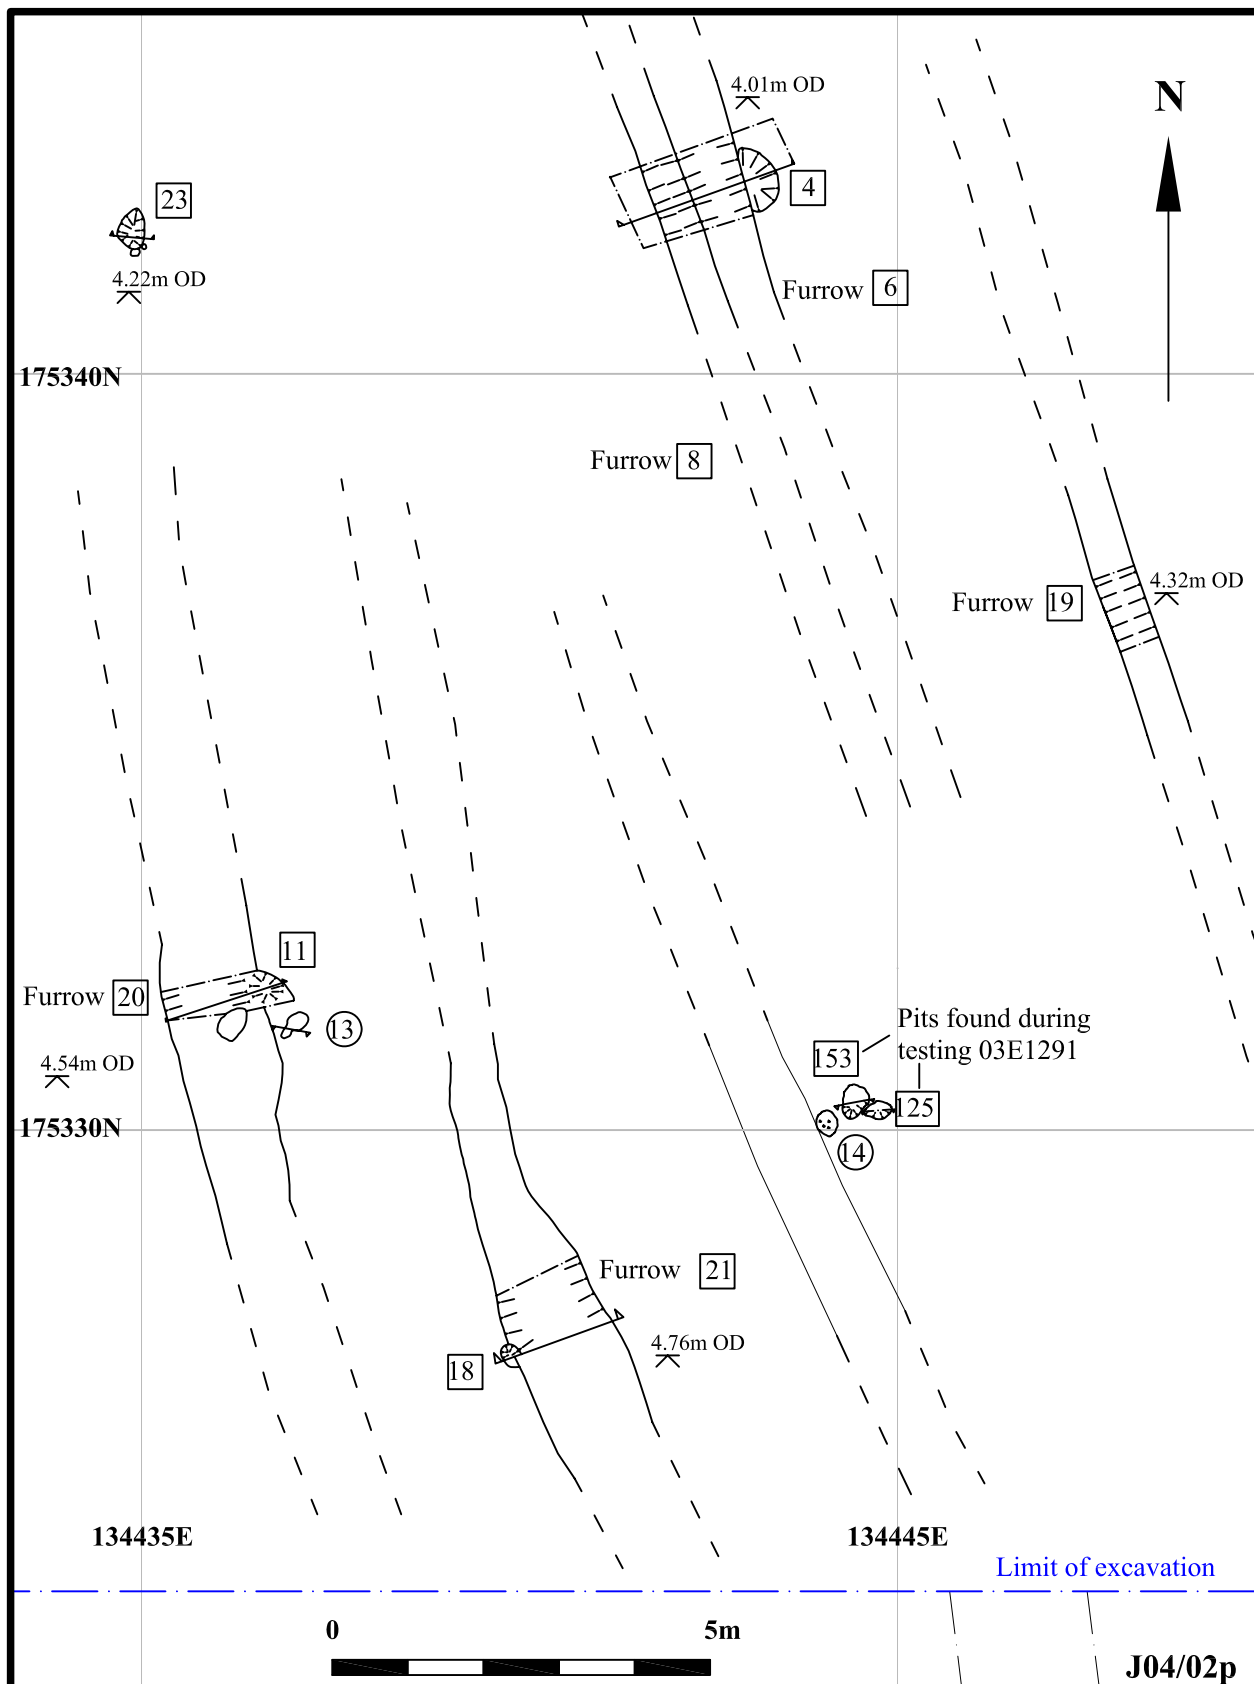 4.01m OD
N
4
23
4.22m OD
Furrow 6
175340N
Furrow 8
4.32m OD
Furrow 19
11
Furrow 20
13
Pits found during
testing 03E1291
153
4.54m OD
125
175330N
14
Furrow 21
4.76m OD
18
134435E
134445E
Limit of excavation
0
5m
J04/02p